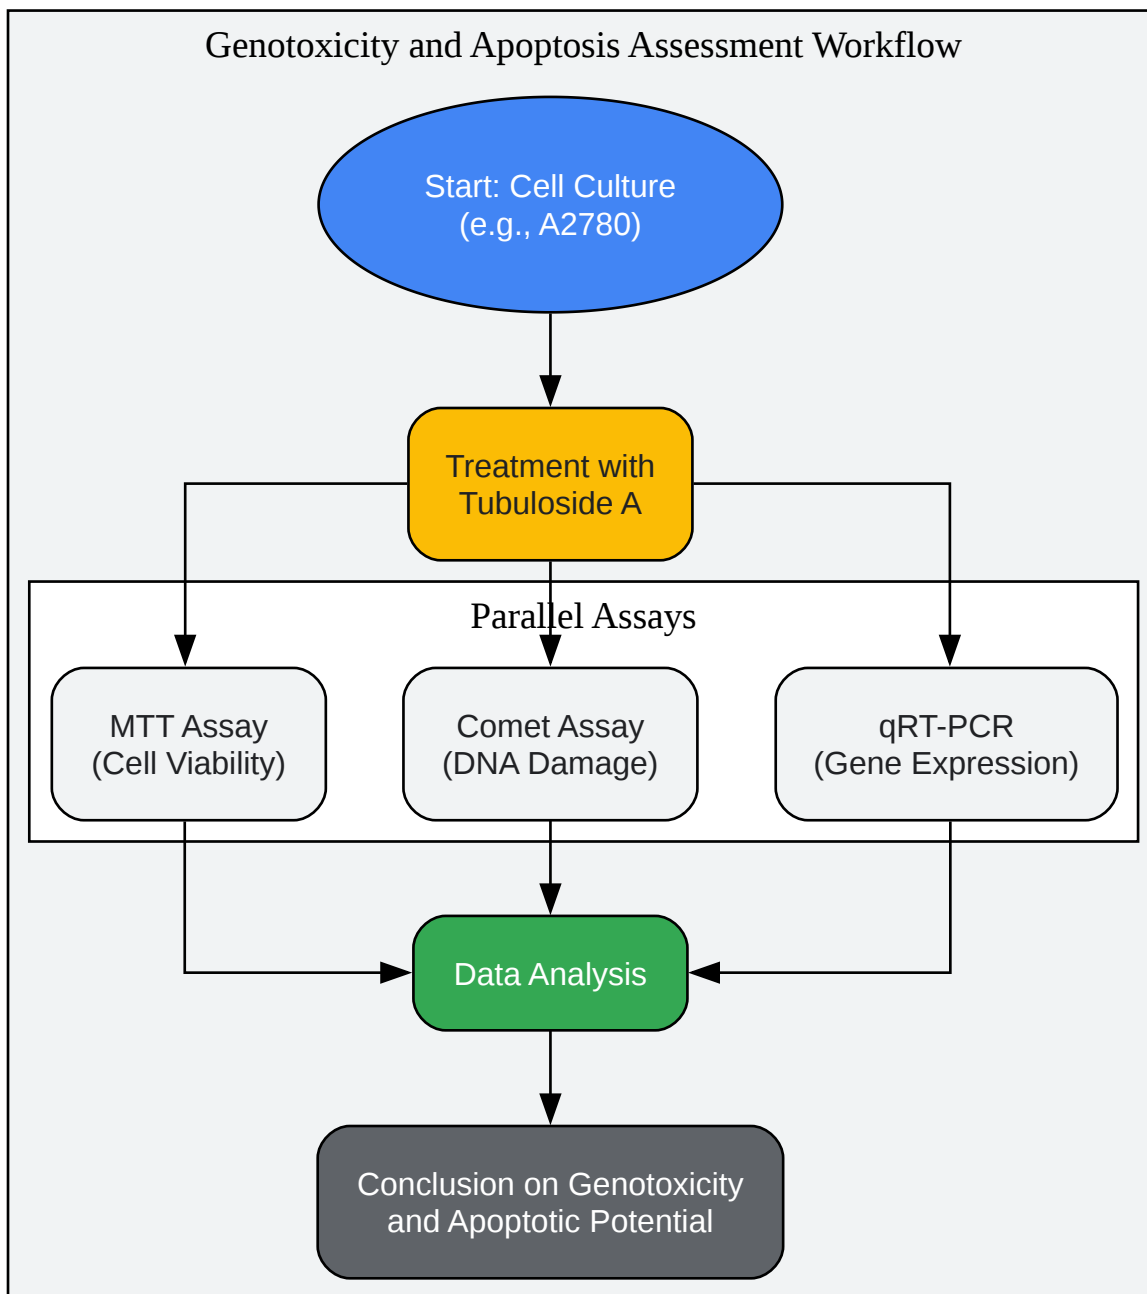 Genotoxicity and Apoptosis Assessment Workflow
Start: Cell Culture
(e.g., A2780)
Treatment with
Tubuloside A
Parallel Assays
MTT Assay
(Cell Viability)
Comet Assay
(DNA Damage)
qRT-PCR
(Gene Expression)
Data Analysis
Conclusion on Genotoxicity
and Apoptotic Potential